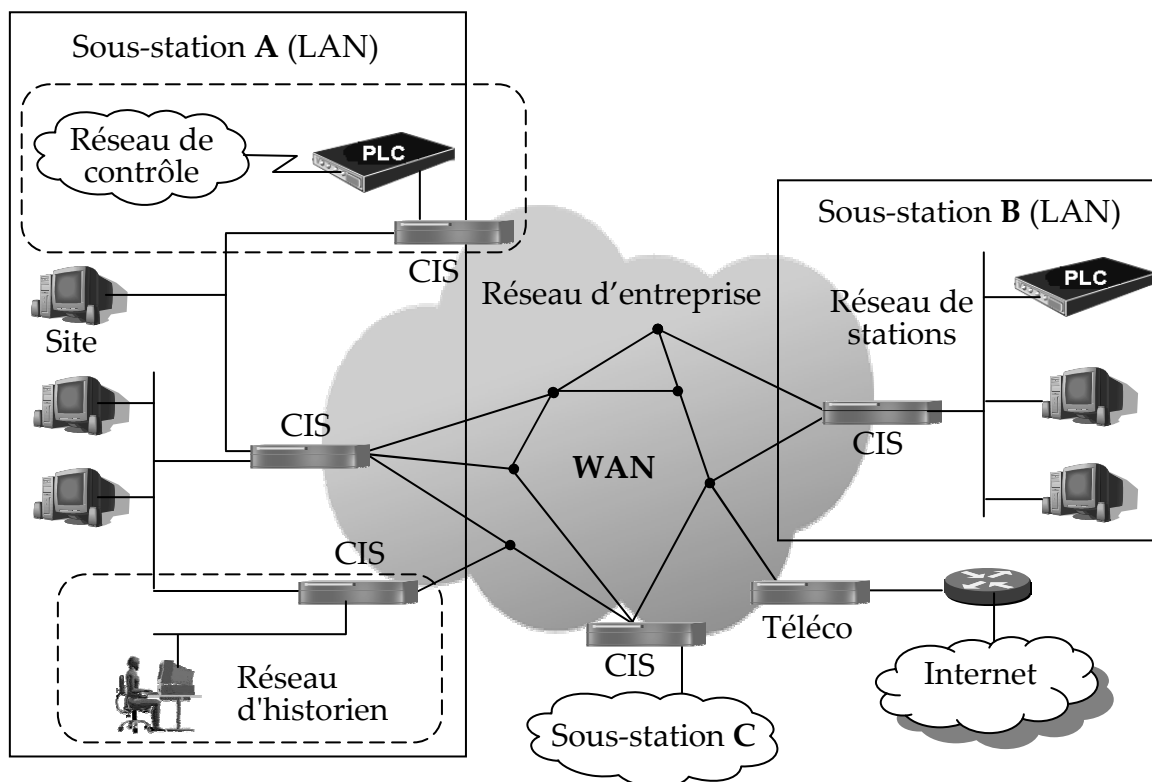 Sous-station A (LAN)
Réseau de
contrôle
PLC
CIS
Site
CIS
CIS
Réseau
d'historien
Réseau d'entreprise
WAN
Sous-station B (LAN)
PLC
Réseau de
stations
CIS
CIS
Sous-station C
Téléco
Internet